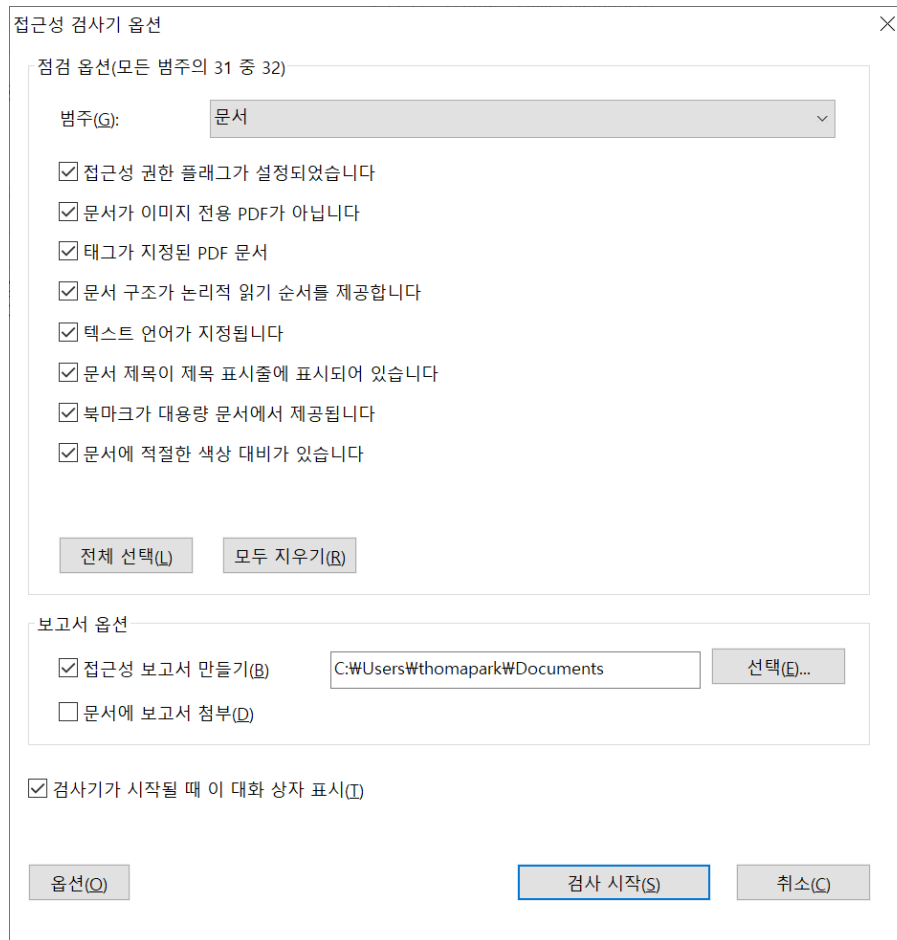 접근성 검사기 옵션
점검 옵션(모든 범주의 31 중 32)
범주(G): 문서
접근성 권한 플래그가 설정되었습니다
문서가 이미지 전용 PDF가 아닙니다
태그가 지정된 PDF 문서
문서 구조가 논리적 읽기 순서를 제공합니다
텍스트 언어가 지정됩니다
문서 제목이 제목 표시줄에 표시되어 있습니다
북마크가 대용량 문서에서 제공됩니다
문서에 적절한 색상 대비가 있습니다
전체 선택(L) 모두 지우기(R)
보고서 옵션
접근성 보고서 만들기(B) C:₩Users₩thomapark₩Documents 선택(E)...
문서에 보고서 첨부(D)
검사기가 시작될 때 이 대화 상자 표시(T)
옵션(O) 검사 시작(S) 취소(C)